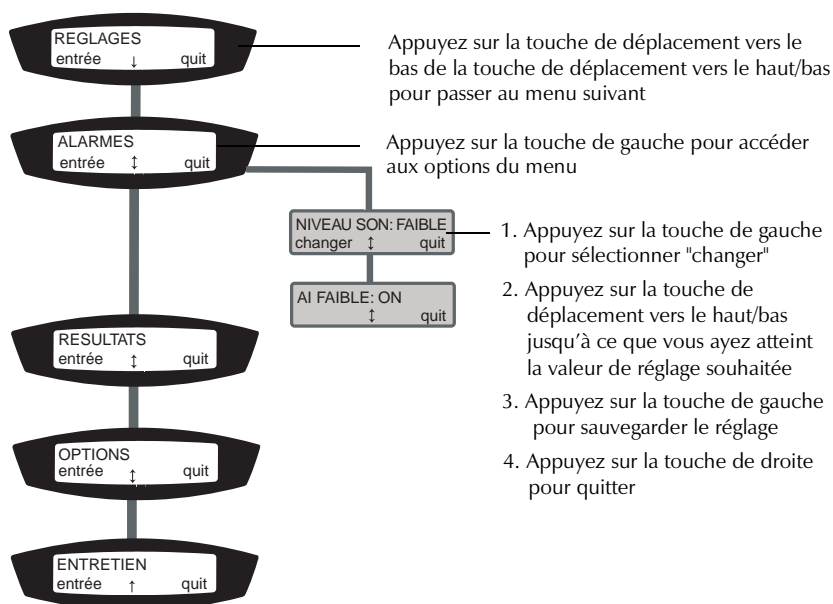 REGLAGES
entrée ↓ quit
Appuyez sur la touche de déplacement vers le
bas de la touche de déplacement vers le haut/bas
pour passer au menu suivant
ALARMES
entrée ↕ quit
Appuyez sur la touche de gauche pour accéder
aux options du menu
NIVEAU SON: FAIBLE
changer ↕ quit
1. Appuyez sur la touche de gauche
pour sélectionner "changer"
AI FAIBLE: ON
↕ quit
2. Appuyez sur la touche de
déplacement vers le haut/bas
jusqu'à ce que vous ayez atteint
la valeur de réglage souhaitée
3. Appuyez sur la touche de gauche
pour sauvegarder le réglage
4. Appuyez sur la touche de droite
pour quitter
RESULTATS
entrée ↕ quit
OPTIONS
entrée ↕ quit
ENTRETIEN
entrée ↑ quit